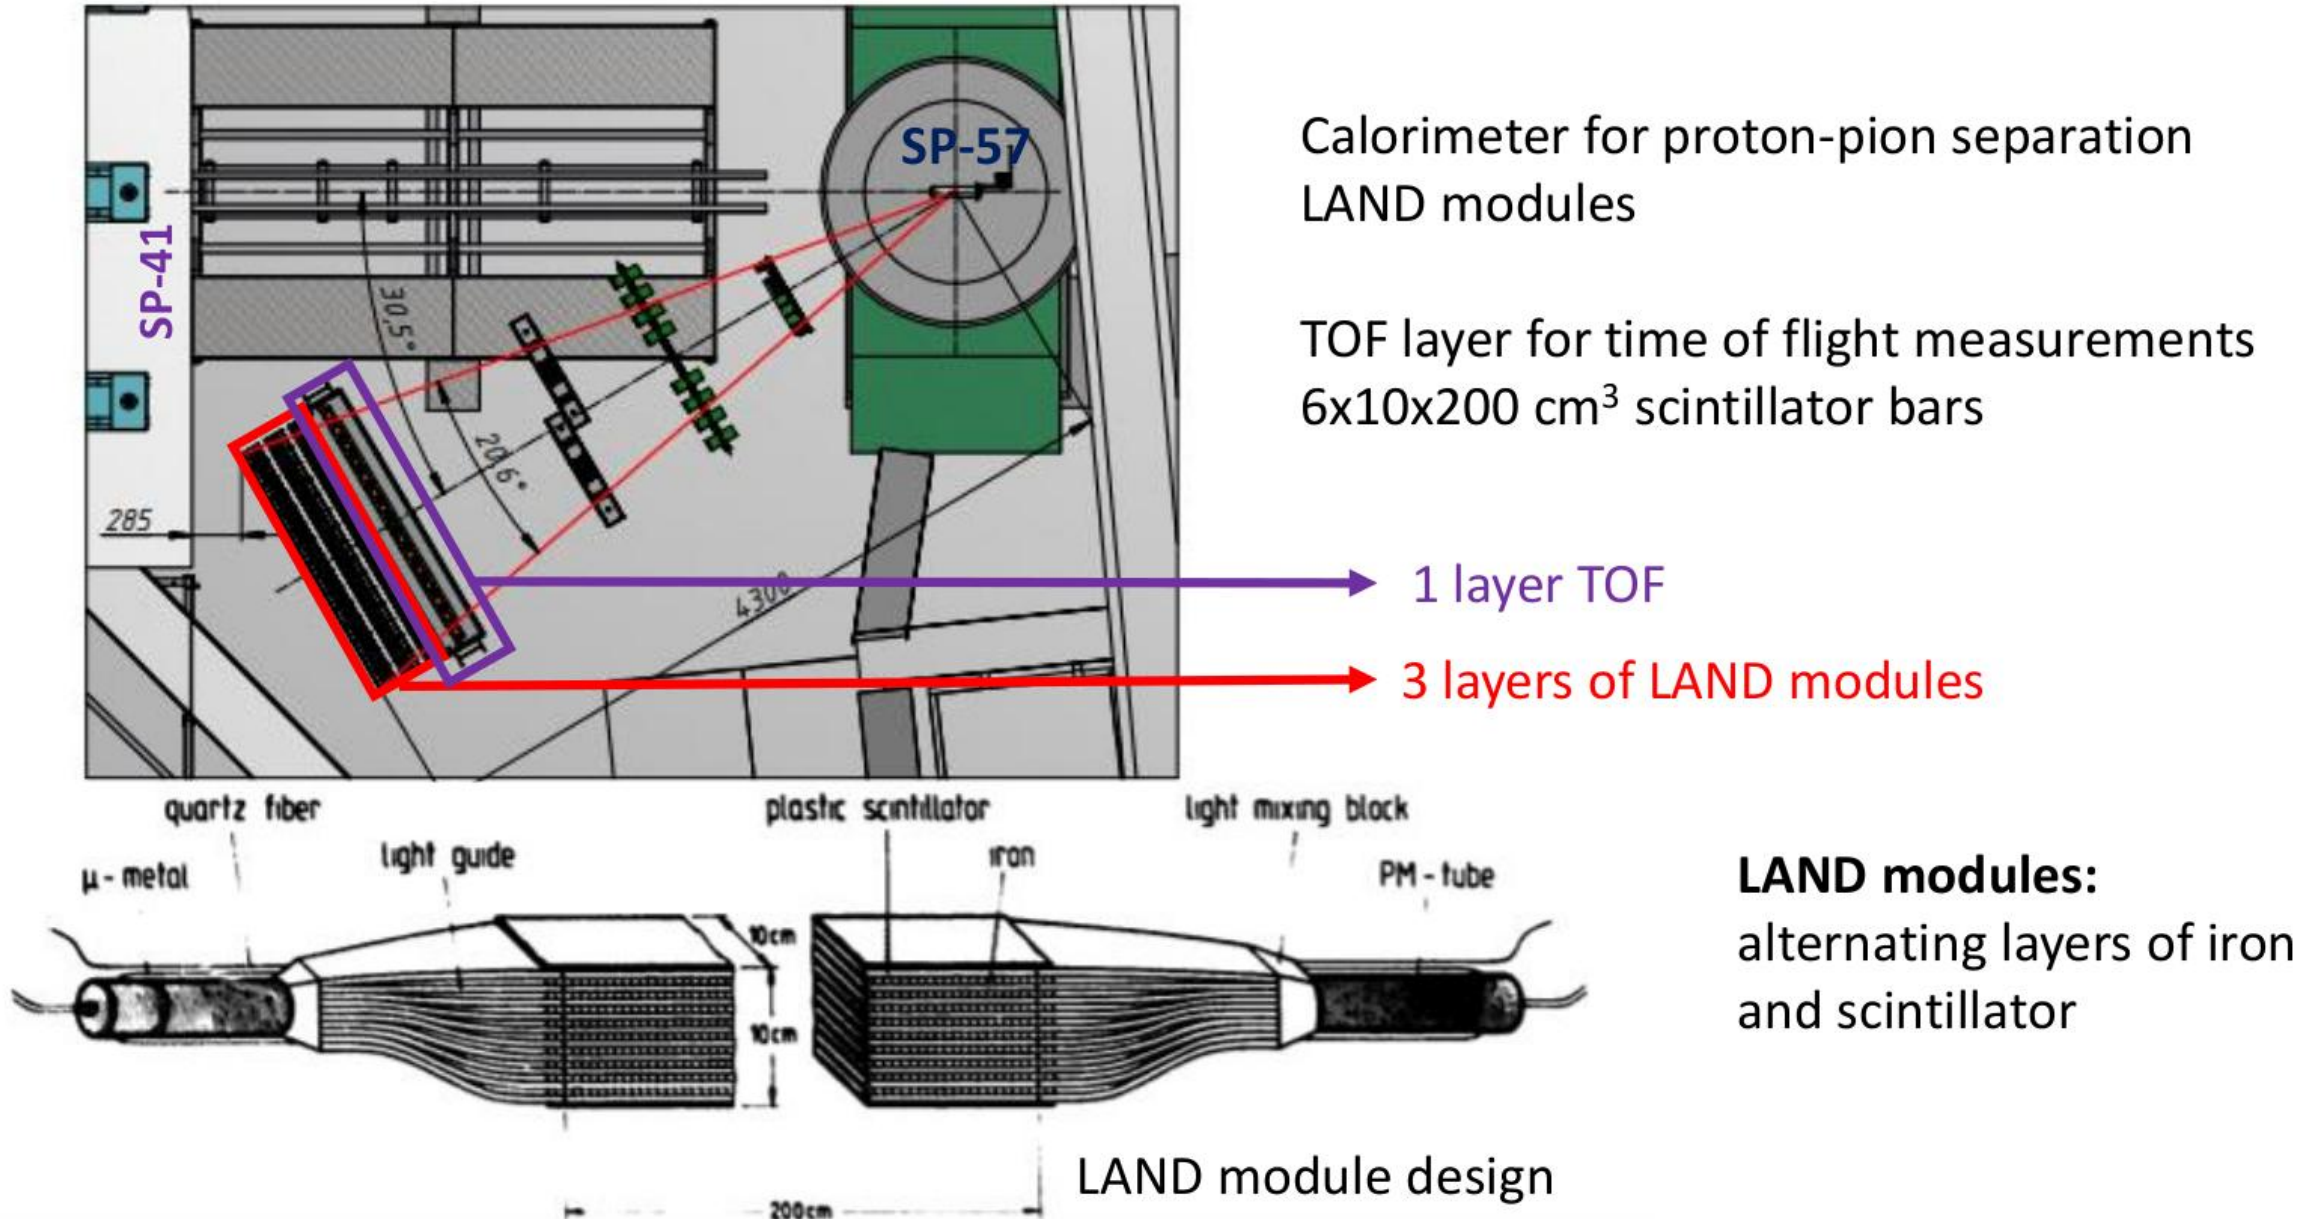 SP-57
SP-41
30,5°
20,6°
285
4300
Calorimeter for proton-pion separation
LAND modules
TOF layer for time of flight measurements
6x10x200 cm³ scintillator bars
1 layer TOF
3 layers of LAND modules
quartz fiber
plastic scintillator
light mixing block
μ-metal
light guide
iron
PM-tube
10cm
10cm
200cm
LAND modules:
alternating layers of iron
and scintillator
LAND module design